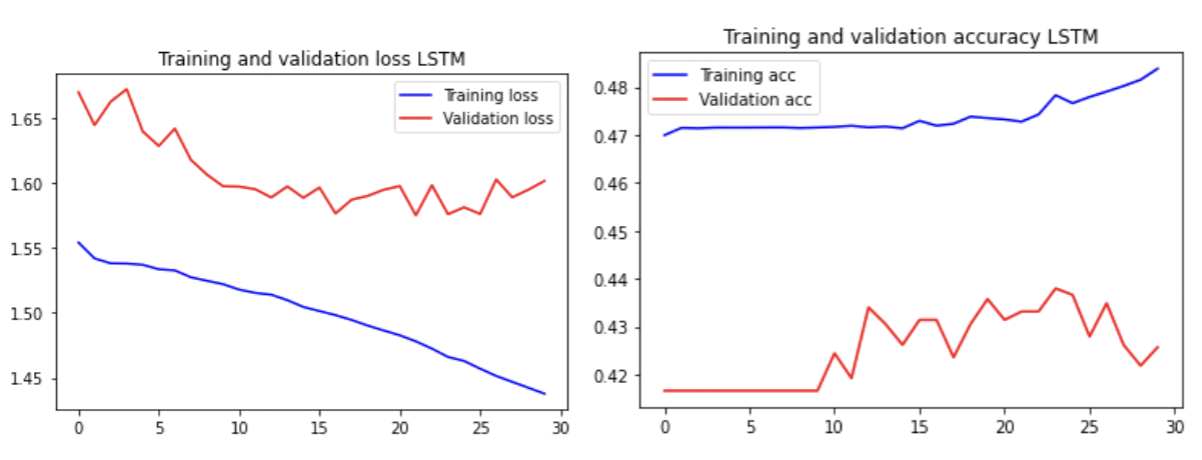 Training and validation loss LSTM
Training loss
Validation loss
1.65
1.60
1.55
1.50
1.45
0 5 10 15 20 25 30
Training and validation accuracy LSTM
Training acc
Validation acc
0.48
0.47
0.46
0.45
0.44
0.43
0.42
0 5 10 15 20 25 30